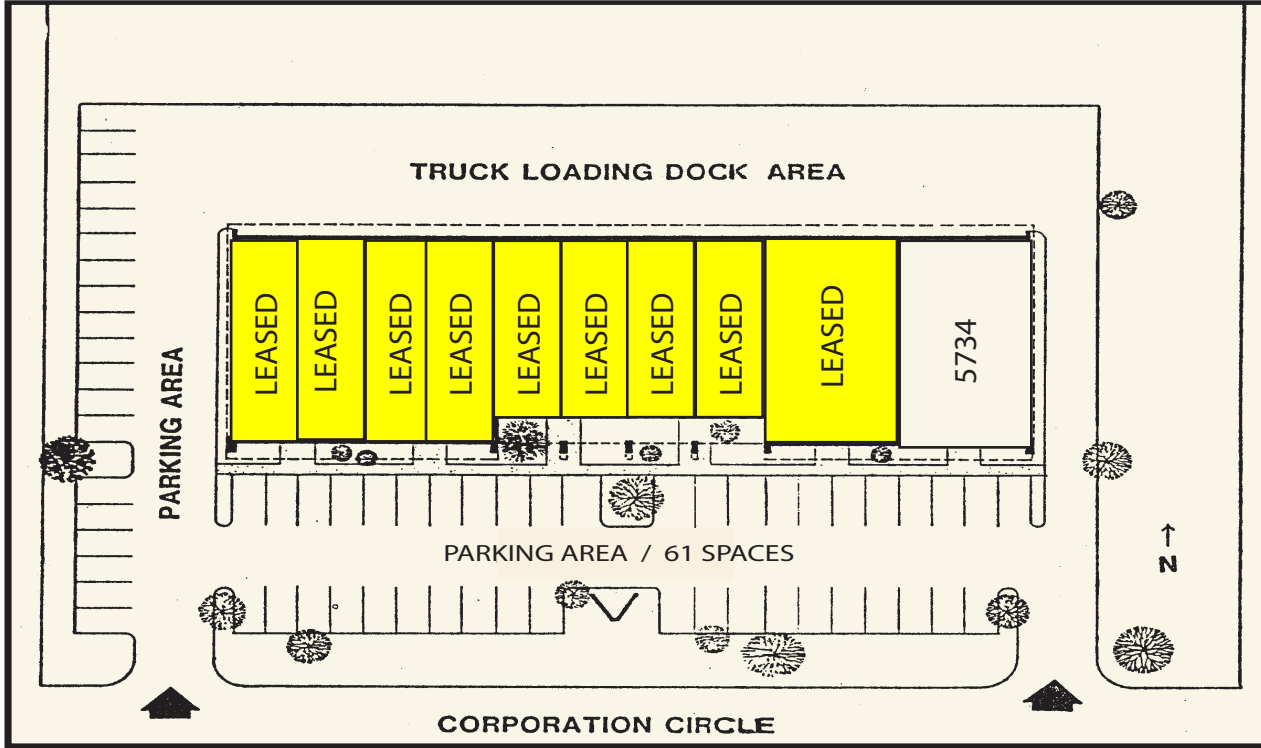 TRUCK LOADING DOCK AREA
LEASED
LEASED
LEASED
LEASED
LEASED
LEASED
LEASED
LEASED
LEASED
5734
PARKING AREA
PARKING AREA / 61 SPACES
N
CORPORATION CIRCLE